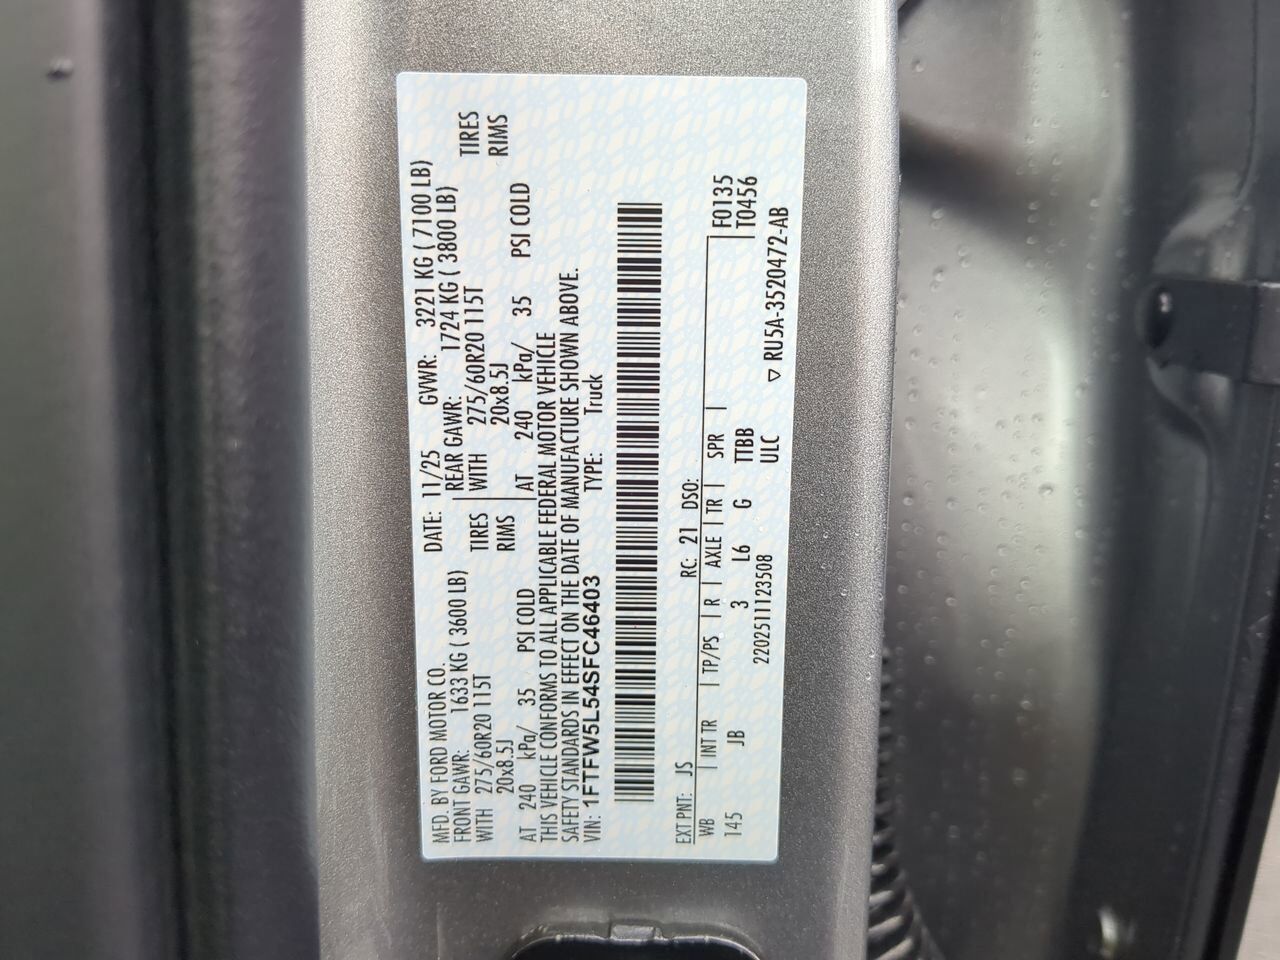 MFD. BY FORD MOTOR CO. DATE: 11/25 GVWR: 3221 KG ( 7100 LB)
FRONT GAWR: 1633 KG ( 3600 LB) REAR GAWR: 1724 KG ( 3800 LB)
WITH 275/60R20 115T TIRES WITH 275/60R20 115T TIRES
20x8.5J RIMS 20x8.5J RIMS
AT 240 kPa/ 35 PSI COLD AT 240 kPa/ 35 PSI COLD
THIS VEHICLE CONFORMS TO ALL APPLICABLE FEDERAL MOTOR VEHICLE
SAFETY STANDARDS IN EFFECT ON THE DATE OF MANUFACTURE SHOWN ABOVE.
VIN: 1FTFW5L54SFC46403 TYPE: Truck
EXT PNT: JS RC: 21 DSO:
WB | INT TR | TP/PS | R | AXLE | TR | SPR | F0135
145 JB 3 L6 G TTBB T0456
2202511123508 ULC ▽ RU5A-3520472-AB